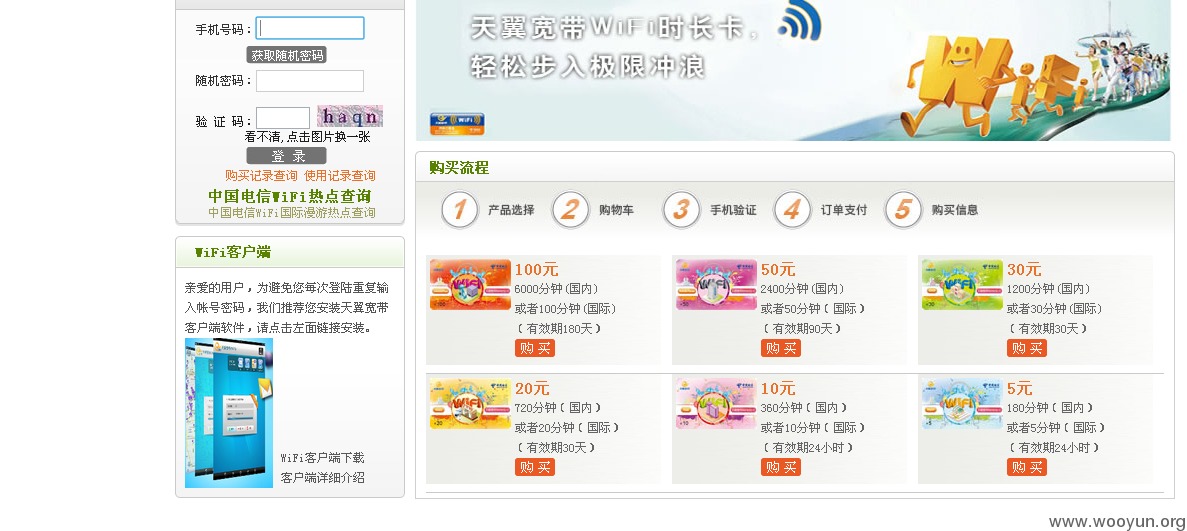 手机号码：
获取随机密码
随机密码：
验 证 码：
haqn
看不清,点击图片换一张
登 录
购买记录查询 使用记录查询
中国电信WiFi热点查询
中国电信WiFi国际漫游热点查询
WiFi客户端
亲爱的用户，为避免您每次登陆重复输
入帐号密码，我们推荐您安装天翼宽带
客户端软件，请点击左面链接安装。
WiFi客户端下载
客户端详细介绍
天翼宽带WiFi时长卡，
轻松步入极限冲浪
WiFi
购买流程
1 产品选择 2 购物车 3 手机验证 4 订单支付 5 购买信息
100元
6000分钟(国内)
或者100分钟(国际)
（有效期180天）
购 买
50元
2400分钟(国内)
或者50分钟（国际）
（有效期90天）
购 买
30元
1200分钟(国内)
或者30分钟(国际)
（有效期30天）
购 买
20元
720分钟（国内）
或者20分钟（国际）
（有效期30天）
购 买
10元
360分钟（国内）
或者10分钟（国际）
（有效期24小时）
购 买
5元
180分钟（国内）
或者5分钟（国际）
（有效期24小时）
购 买
www.wooyun.org